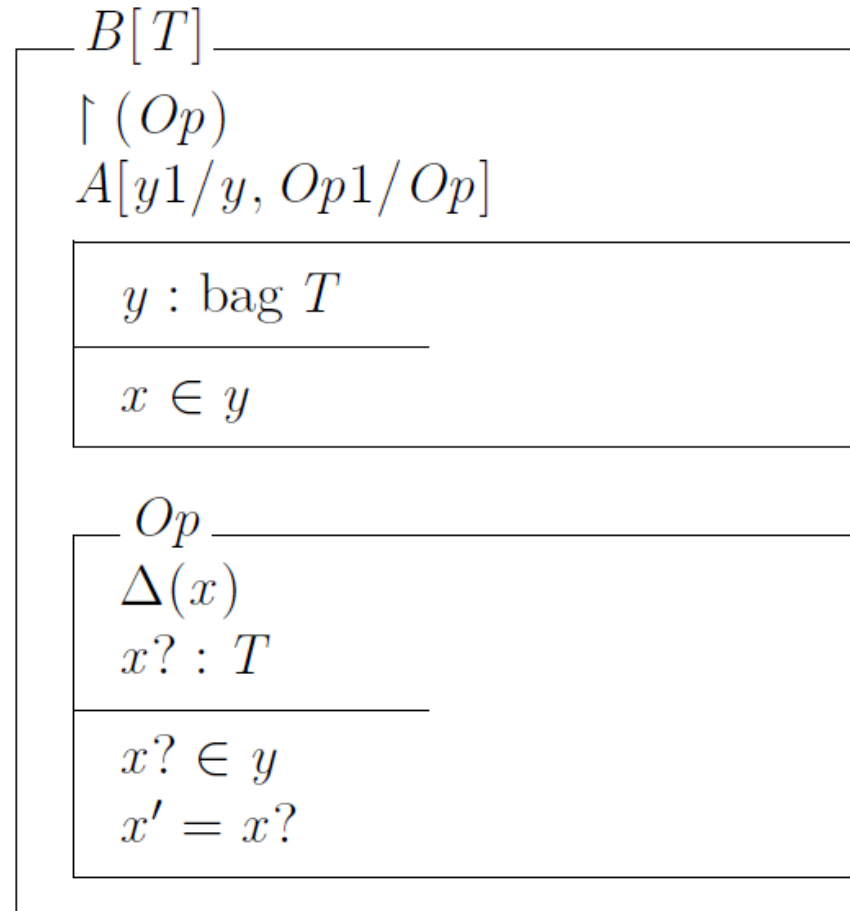 B[T]
↾ (Op)
A[y1/y, Op1/Op]
y : bag T
x ∈ y
Op
Δ(x)
x? : T
x? ∈ y
x′ = x?